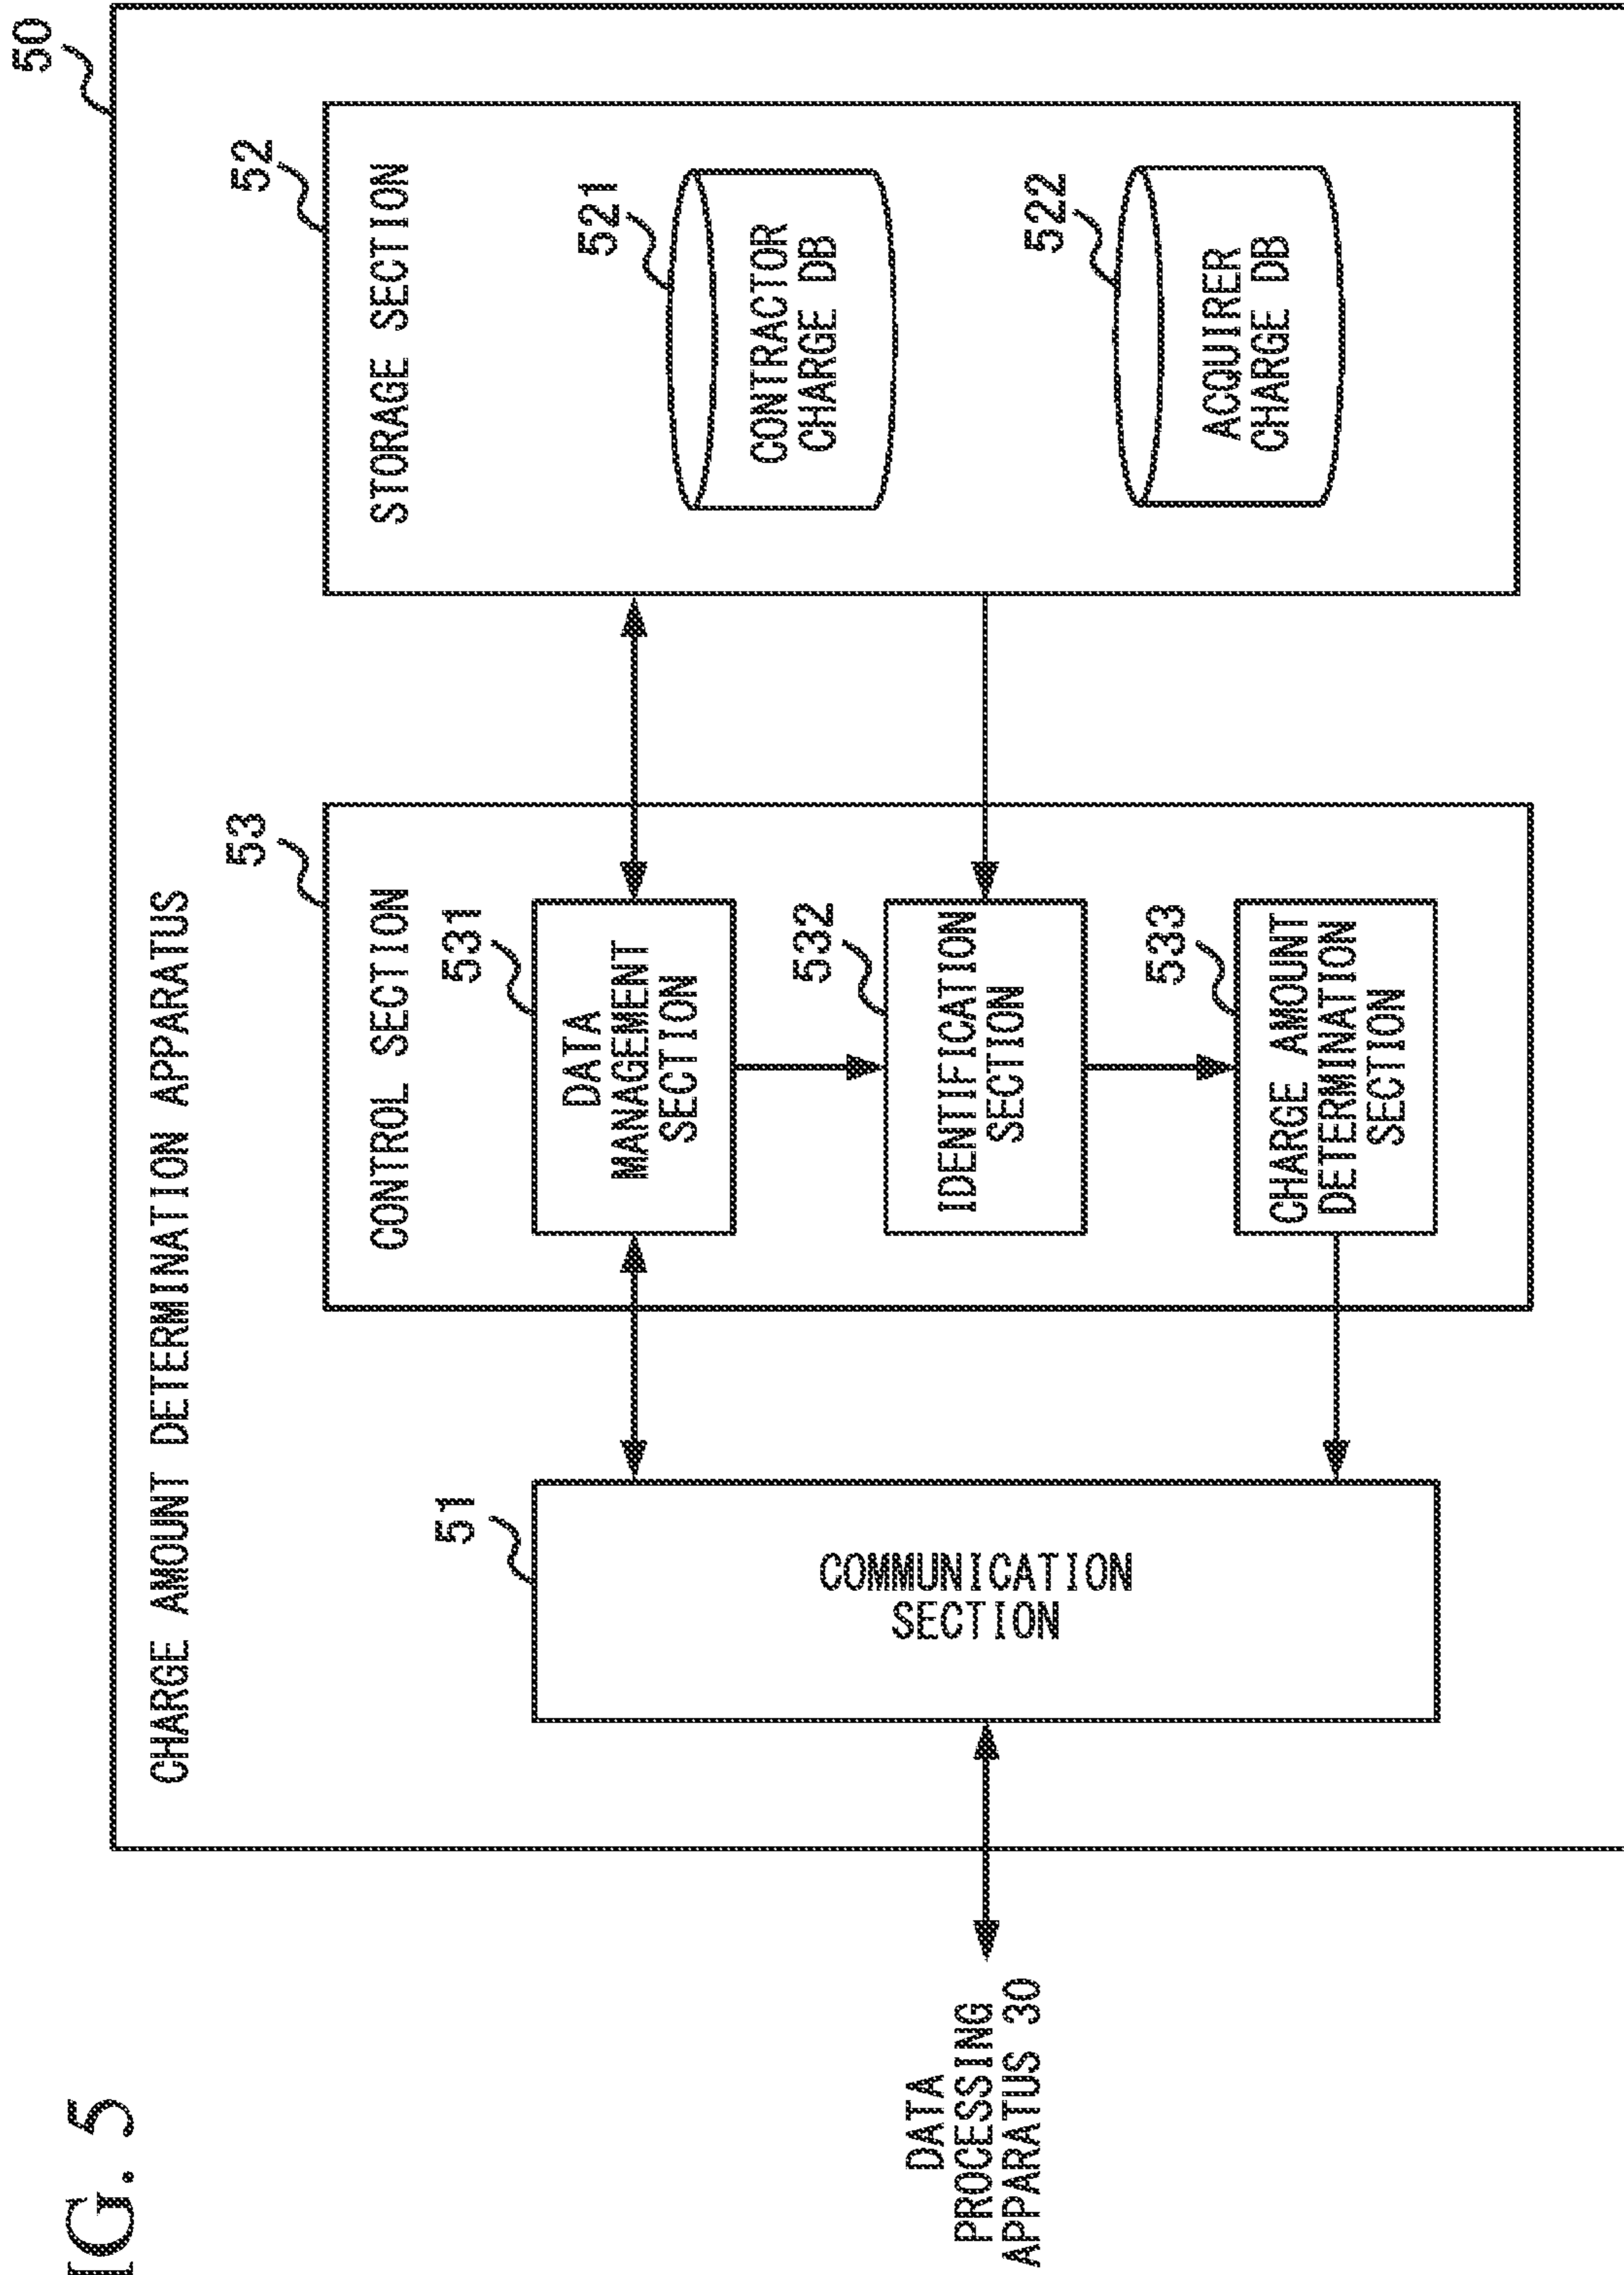 IG. 5
50
CHARGE AMOUNT DETERMINATION APPARATUS
53
52
CONTROL SECTION
STORAGE SECTION
51
531
521
COMMUNICATION
SECTION
DATA
MANAGEMENT
SECTION
CONTRACTOR
CHARGE DB
DATA
PROCESSING
APPARATUS 30
532
IDENTIFICATION
SECTION
522
ACQUIRER
CHARGE DB
533
CHARGE AMOUNT
DETERMINATION
SECTION